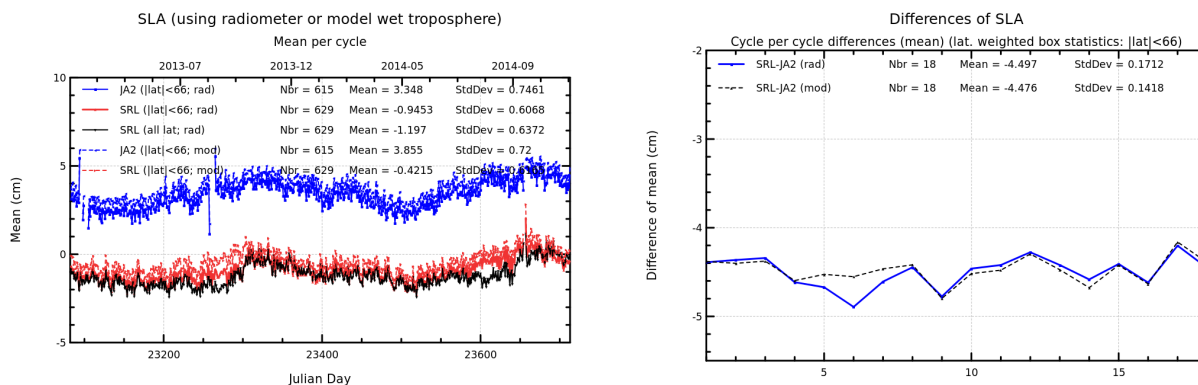 SLA (using radiometer or model wet troposphere)
Mean per cycle
2013-07 2013-12 2014-05 2014-09
10
JA2 (|lat|<66; rad) Nbr = 615 Mean = 3.348 StdDev = 0.7461
SRL (|lat|<66; rad) Nbr = 629 Mean = -0.9453 StdDev = 0.6068
SRL (all lat; rad) Nbr = 629 Mean = -1.197 StdDev = 0.6372
JA2 (|lat|<66; mod) Nbr = 615 Mean = 3.855 StdDev = 0.72
SRL (|lat|<66; mod) Nbr = 629 Mean = -0.4215 StdDev
5
0
-5
Mean (cm)
23200 23400 23600
Julian Day
Differences of SLA
Cycle per cycle differences (mean) (lat. weighted box statistics: |lat|<66)
SRL-JA2 (rad) Nbr = 18 Mean = -4.497 StdDev = 0.1712
SRL-JA2 (mod) Nbr = 18 Mean = -4.476 StdDev = 0.1418
-2
-3
-4
-5
Difference of mean (cm)
5 10 15